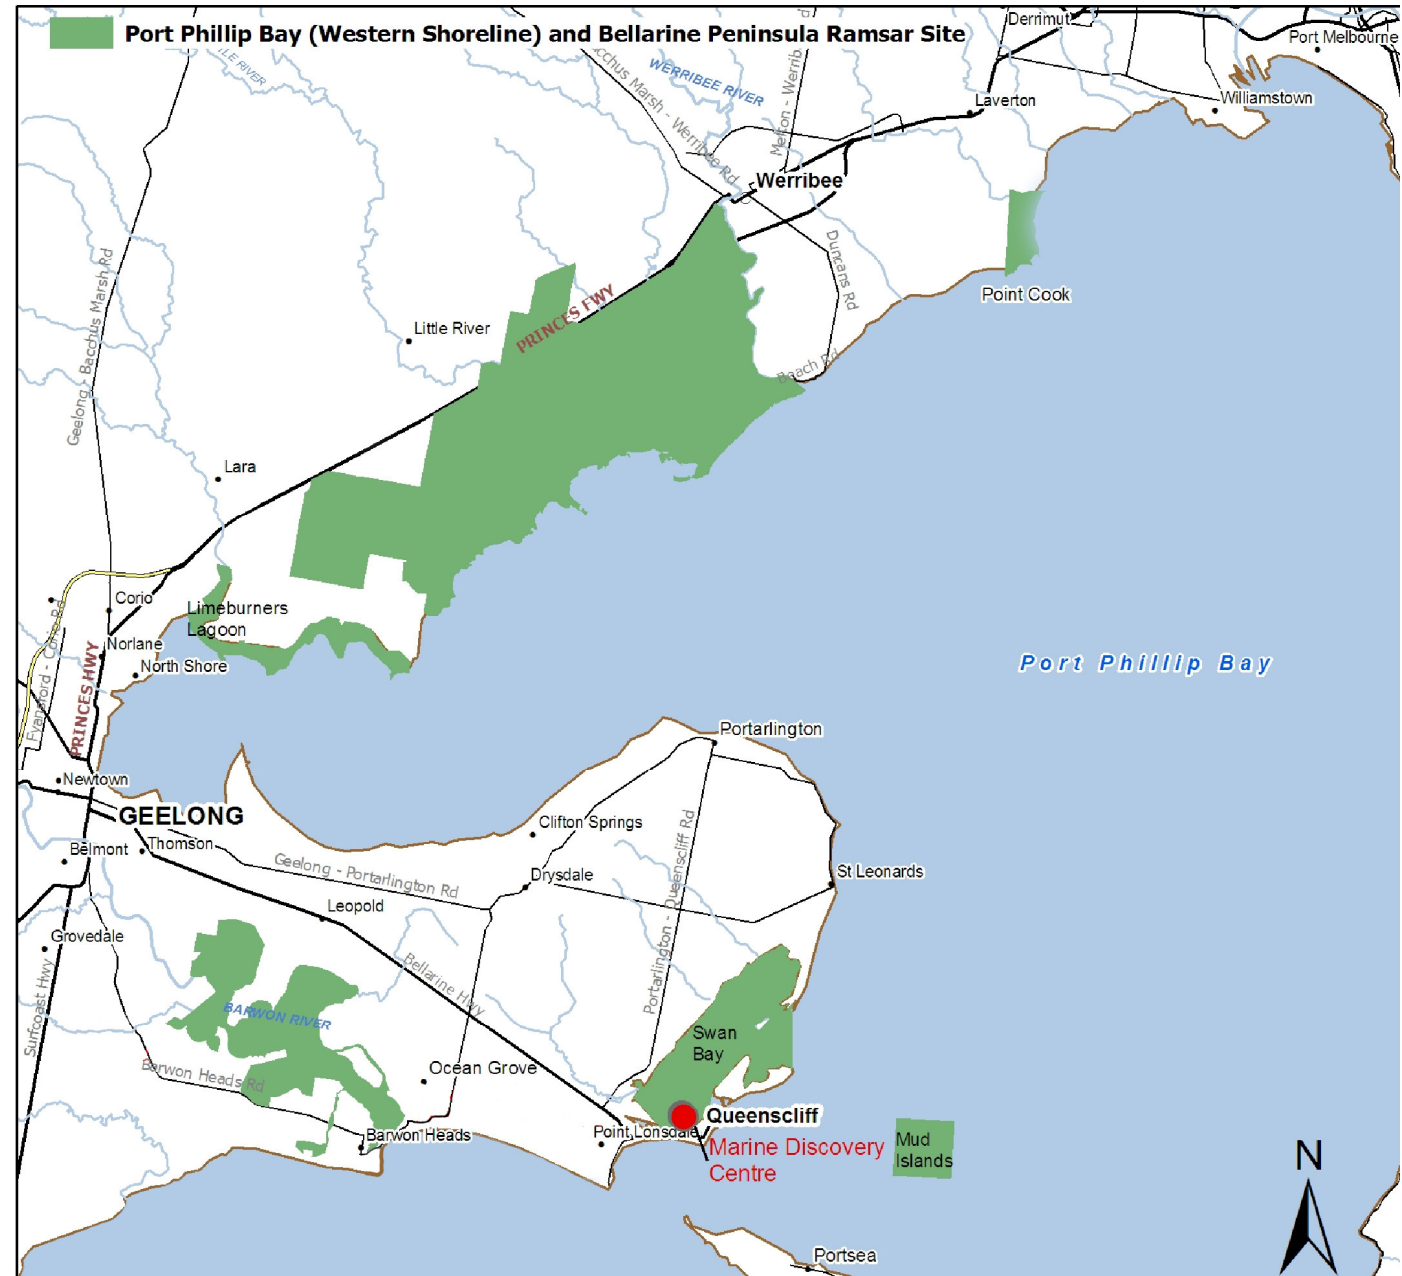 Port Phillip Bay (Western Shoreline) and Bellarine Peninsula Ramsar Site
Derrimut
Port Melbourne
WERRIBEE RIVER
Laverton
Williamstown
Werribee
Duncans Rd
Geelong - Bacchus Marsh Rd
Point Cook
PRINCES FWY
Little River
Beach Rd
Lara
Corio
Limeburners
Lagoon
Norlane
North Shore
PRINCES HWY
Port Phillip Bay
Portarlington
Newtown
GEELONG
Clifton Springs
Belmont
Thomson
Geelong - Portarlington Rd
Drysdale
St Leonards
Portarlington - Queenscliff Rd
Leopold
Grovedale
Bellarine Hwy
Surfcoast Hwy
BARWON RIVER
Swan
Bay
Barwon Heads Rd
Ocean Grove
Queenscliff
Point Lonsdale
Barwon Heads
Marine Discovery
Centre
Mud
Islands
N
Portsea